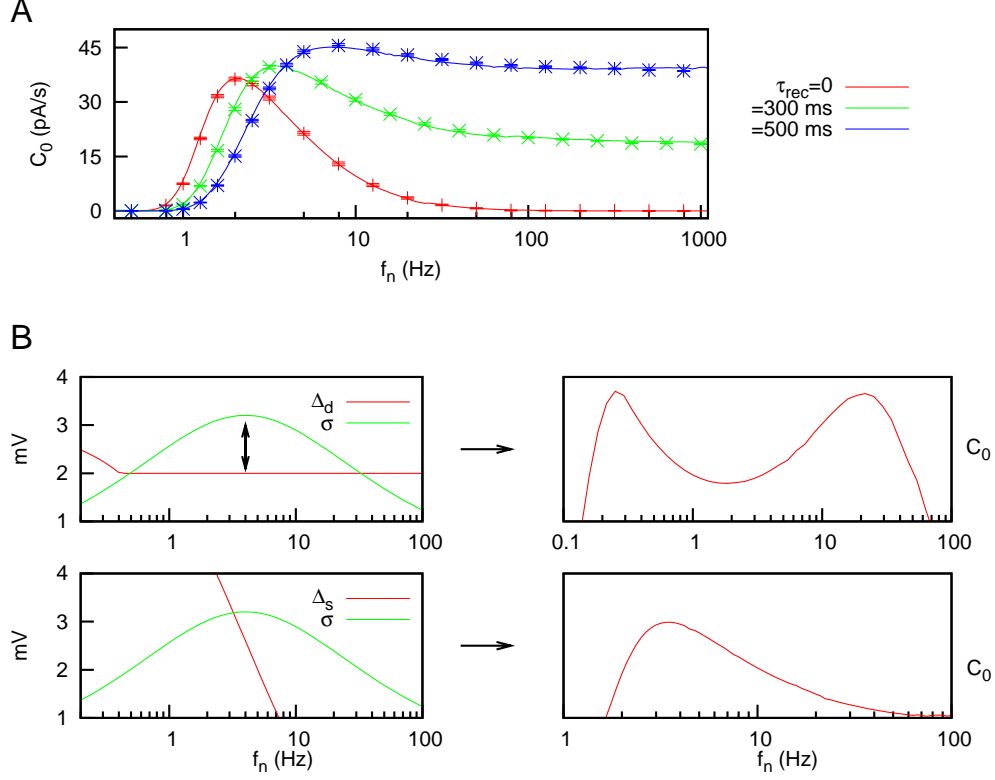 A
C0 (pA/s)
45
30
15
0
1 10 100 1000
fn (Hz)
τrec=0
=300 ms
=500 ms
B
mV
4
3
2
1
Δd
σ
1 10 100
C0
0.1 1 10 100
mV
4
3
2
1
Δs
σ
1 10 100
fn (Hz)
C0
1 10 100
fn (Hz)